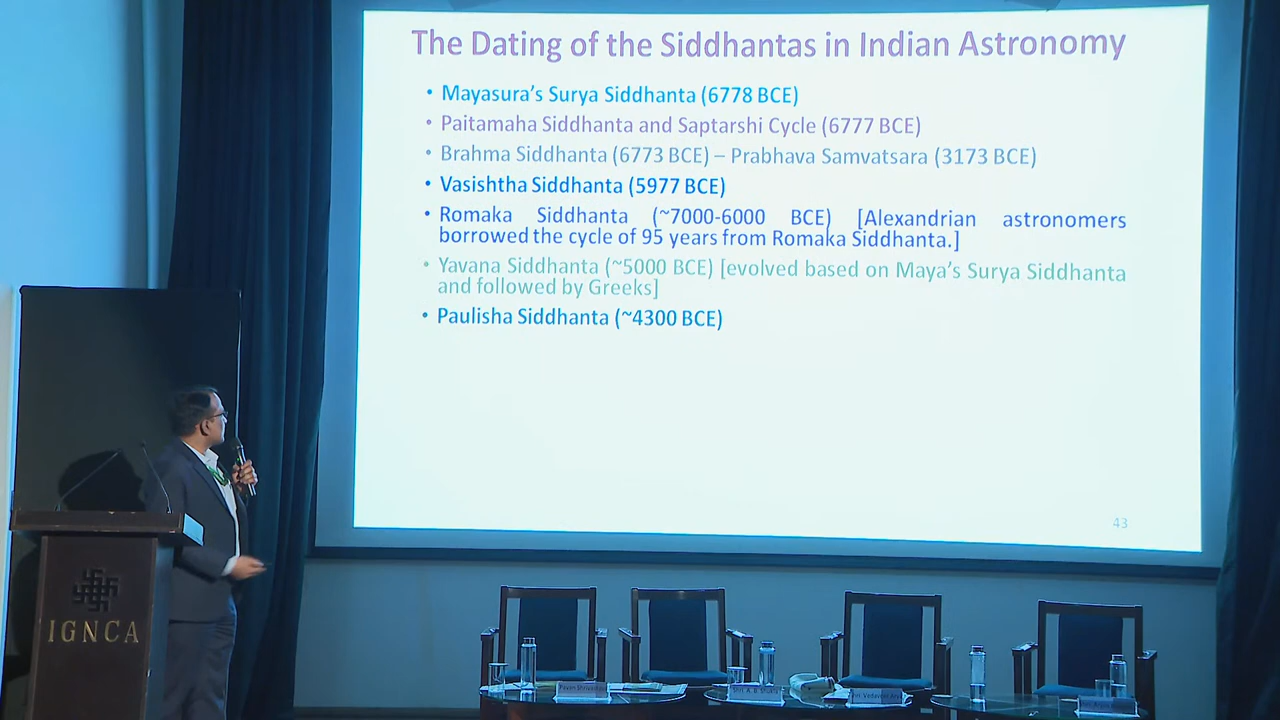 The Dating of the Siddhantas in Indian Astronomy
• Mayasura's Surya Siddhanta (6778 BCE)
• Paitamaha Siddhanta and Saptarshi Cycle (6777 BCE)
• Brahma Siddhanta (6773 BCE) – Prabhava Samvatsara (3173 BCE)
• Vasishtha Siddhanta (5977 BCE)
• Romaka Siddhanta (~7000-6000 BCE) [Alexandrian astronomers
borrowed the cycle of 95 years from Romaka Siddhanta.]
• Yavana Siddhanta (~5000 BCE) [evolved based on Maya's Surya Siddhanta
and followed by Greeks]
• Paulisha Siddhanta (~4300 BCE)
43
IGNCA